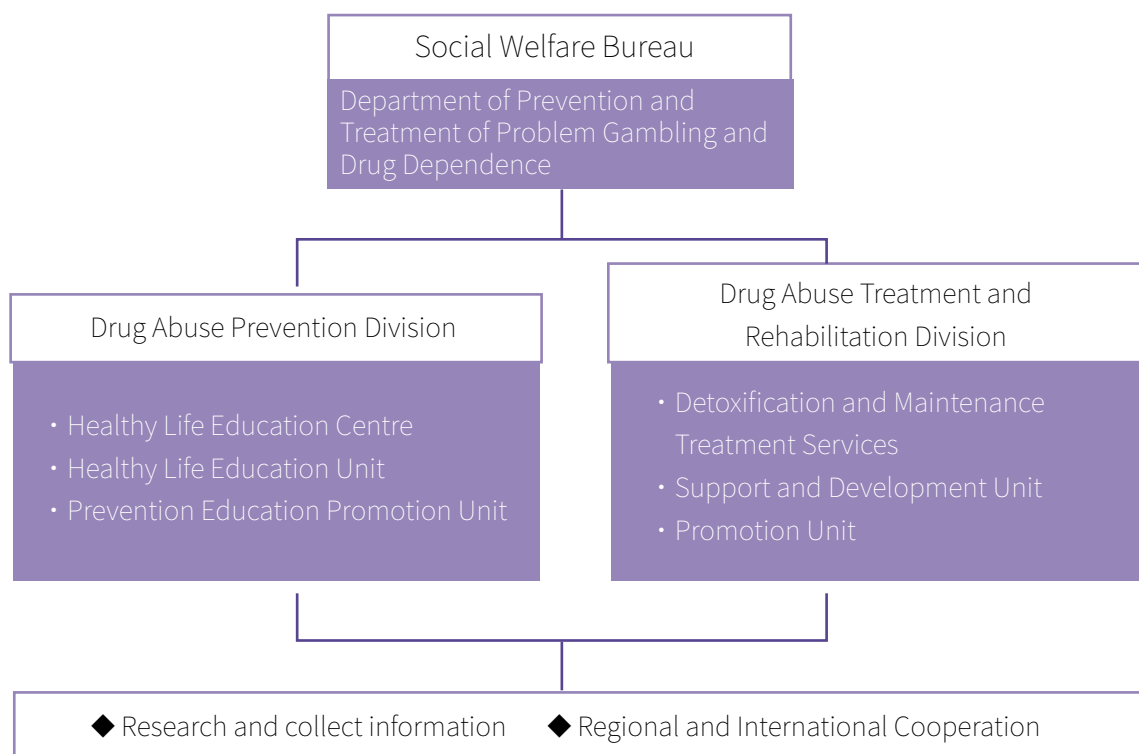 Social Welfare Bureau
Department of Prevention and
Treatment of Problem Gambling and
Drug Dependence
Drug Abuse Prevention Division
・Healthy Life Education Centre
・Healthy Life Education Unit
・Prevention Education Promotion Unit
Drug Abuse Treatment and
Rehabilitation Division
・Detoxification and Maintenance
Treatment Services
・Support and Development Unit
・Promotion Unit
◆ Research and collect information ◆ Regional and International Cooperation